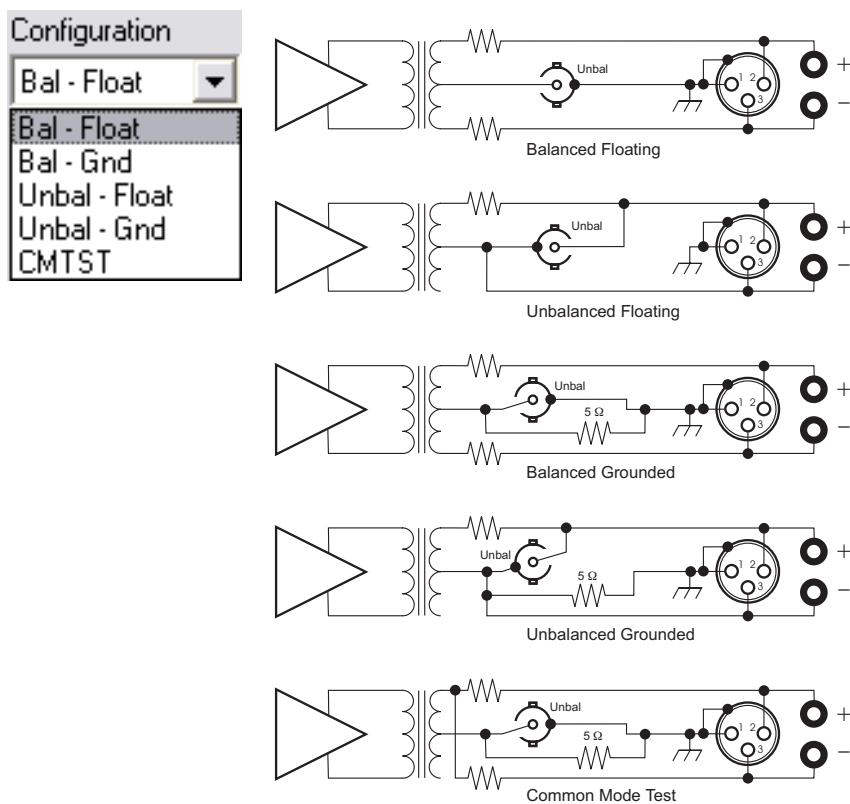 Configuration
Bal - Float
Bal - Float
Bal - Gnd
Unbal - Float
Unbal - Gnd
CMTST
Unbal
1 2
3
+
−
Balanced Floating
Unbal
1 2
3
+
−
Unbalanced Floating
Unbal
5 Ω
1 2
3
+
−
Balanced Grounded
Unbal
5 Ω
1 2
3
+
−
Unbalanced Grounded
Unbal
5 Ω
1 2
3
+
−
Common Mode Test